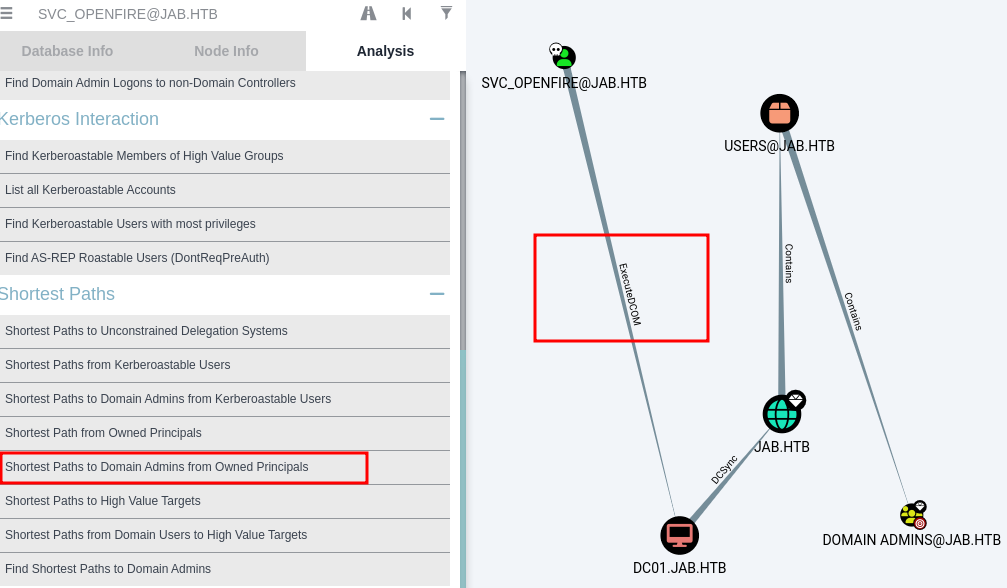 SVC_OPENFIRE@JAB.HTB
Database Info
Node Info
Analysis
Find Domain Admin Logons to non-Domain Controllers
Kerberos Interaction
Find Kerberoastable Members of High Value Groups
List all Kerberoastable Accounts
Find Kerberoastable Users with most privileges
Find AS-REP Roastable Users (DontReqPreAuth)
Shortest Paths
Shortest Paths to Unconstrained Delegation Systems
Shortest Paths from Kerberoastable Users
Shortest Paths to Domain Admins from Kerberoastable Users
Shortest Path from Owned Principals
Shortest Paths to Domain Admins from Owned Principals
Shortest Paths to High Value Targets
Shortest Paths from Domain Users to High Value Targets
Find Shortest Paths to Domain Admins
SVC_OPENFIRE@JAB.HTB
USERS@JAB.HTB
ExecuteDCOM
Contains
Contains
JAB.HTB
DCSync
DOMAIN ADMINS@JAB.HTB
DC01.JAB.HTB